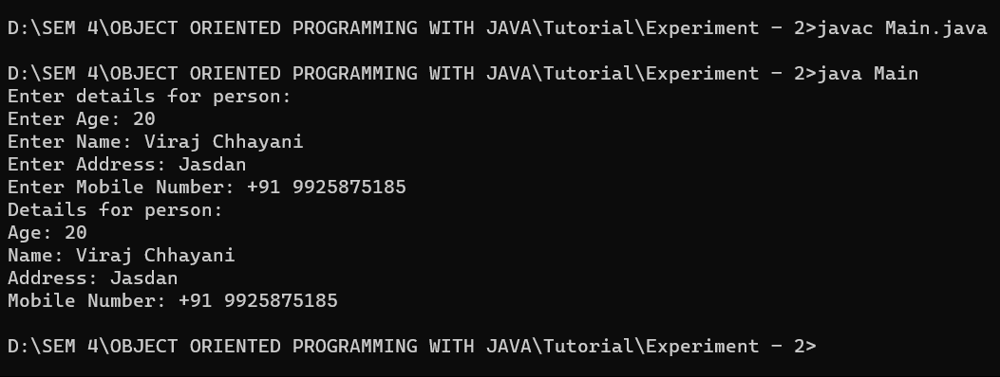 D:\SEM 4\OBJECT ORIENTED PROGRAMMING WITH JAVA\Tutorial\Experiment - 2>javac Main.java
D:\SEM 4\OBJECT ORIENTED PROGRAMMING WITH JAVA\Tutorial\Experiment - 2>java Main
Enter details for person:
Enter Age: 20
Enter Name: Viraj Chhayani
Enter Address: Jasdan
Enter Mobile Number: +91 9925875185
Details for person:
Age: 20
Name: Viraj Chhayani
Address: Jasdan
Mobile Number: +91 9925875185
D:\SEM 4\OBJECT ORIENTED PROGRAMMING WITH JAVA\Tutorial\Experiment - 2>